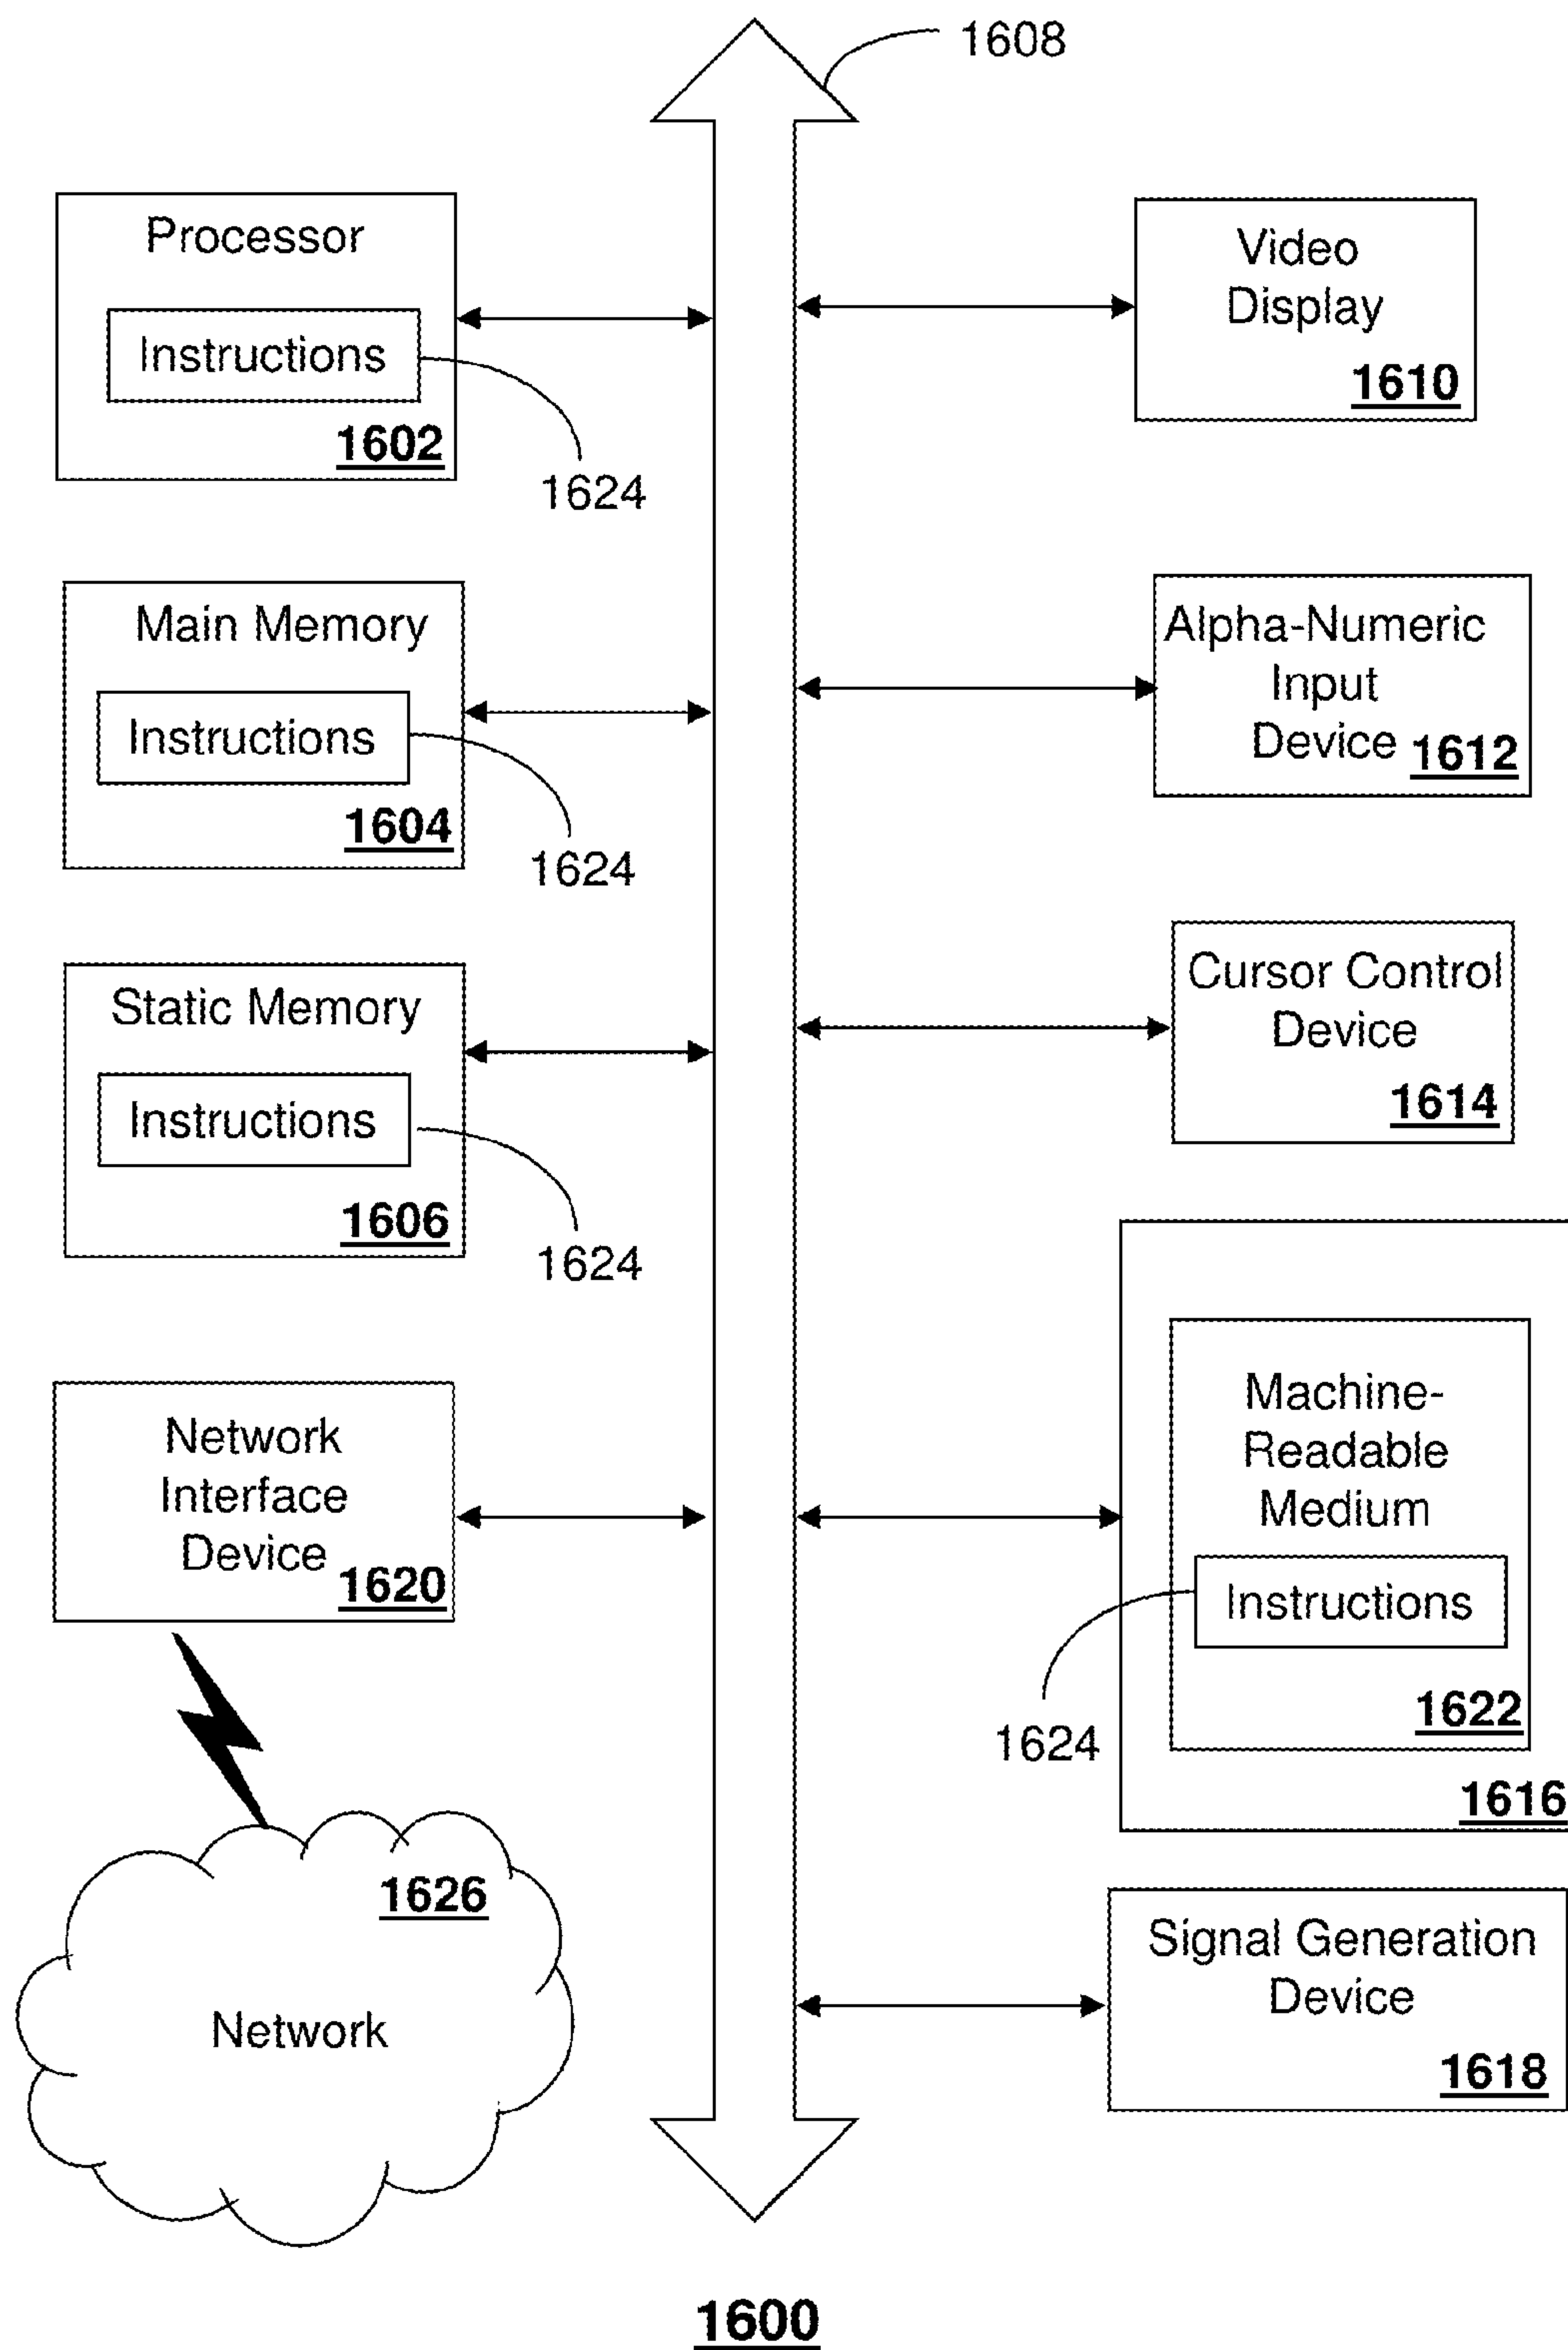 1608
Processor
Instructions
1602
1624
Main Memory
Instructions
1604
1624
Static Memory
Instructions
1606
1624
Network
Interface
Device
1620
1626
Network
Video
Display
1610
Alpha-Numeric
Input
Device 1612
Cursor Control
Device
1614
Machine-
Readable
Medium
Instructions
1622
1624
1616
Signal Generation
Device
1618
1600